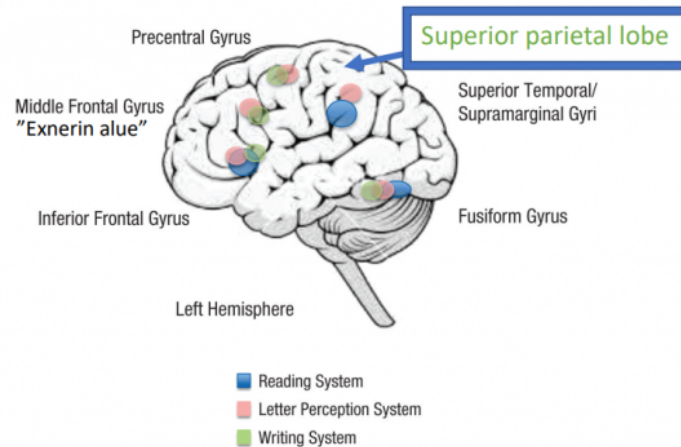 Superior parietal lobe
Precentral Gyrus
Superior Temporal/
Supramarginal Gyri
Middle Frontal Gyrus
”Exnerin alue”
Inferior Frontal Gyrus
Fusiform Gyrus
Left Hemisphere
Reading System
Letter Perception System
Writing System